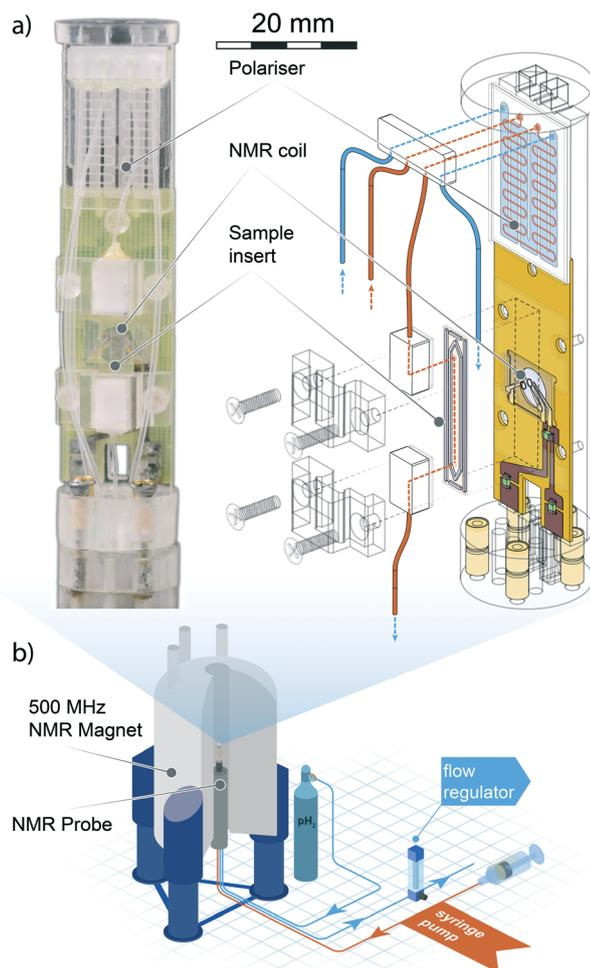 a)
20 mm
Polariser
NMR coil
Sample
insert
b)
500 MHz
NMR Magnet
NMR Probe
pH₂
flow
regulator
syringe
pump